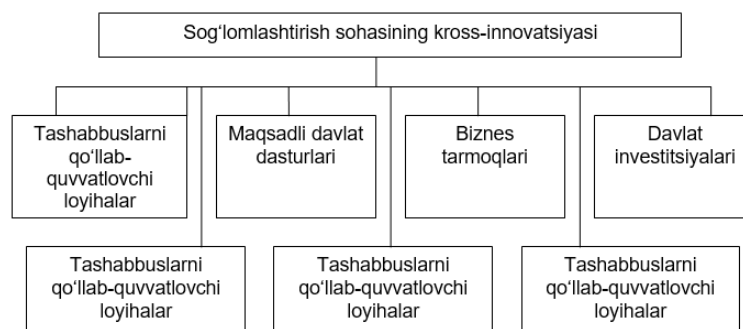 Sog‘lomlashtirish sohasining kross-innovatsiyasi
Tashabbuslarni
qo‘llab-
quvvatlovchi
loyihalar
Maqsadli davlat
dasturlari
Biznes
tarmoqlari
Davlat
investitsiyalari
Tashabbuslarni
qo‘llab-quvvatlovchi
loyihalar
Tashabbuslarni
qo‘llab-quvvatlovchi
loyihalar
Tashabbuslarni
qo‘llab-quvvatlovchi
loyihalar